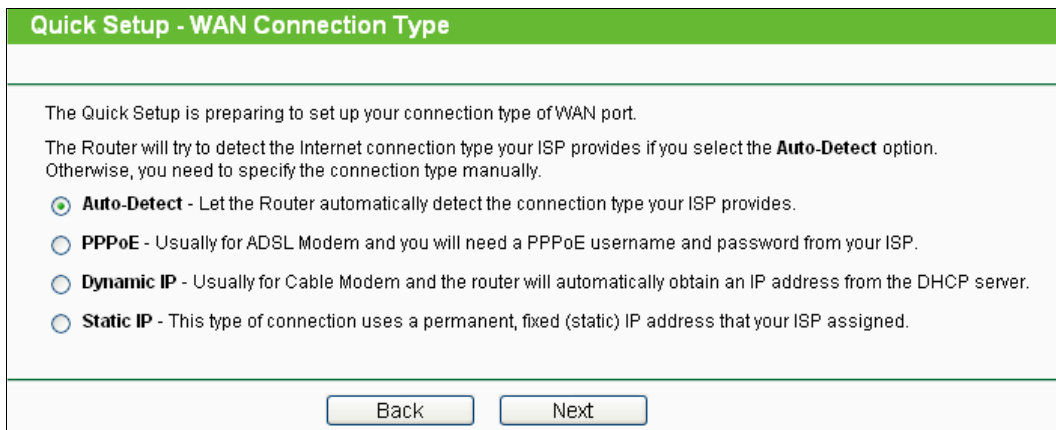 Quick Setup - WAN Connection Type
The Quick Setup is preparing to set up your connection type of WAN port.
The Router will try to detect the Internet connection type your ISP provides if you select the Auto-Detect option.
Otherwise, you need to specify the connection type manually.
Auto-Detect - Let the Router automatically detect the connection type your ISP provides.
PPPoE - Usually for ADSL Modem and you will need a PPPoE username and password from your ISP.
Dynamic IP - Usually for Cable Modem and the router will automatically obtain an IP address from the DHCP server.
Static IP - This type of connection uses a permanent, fixed (static) IP address that your ISP assigned.
Back Next